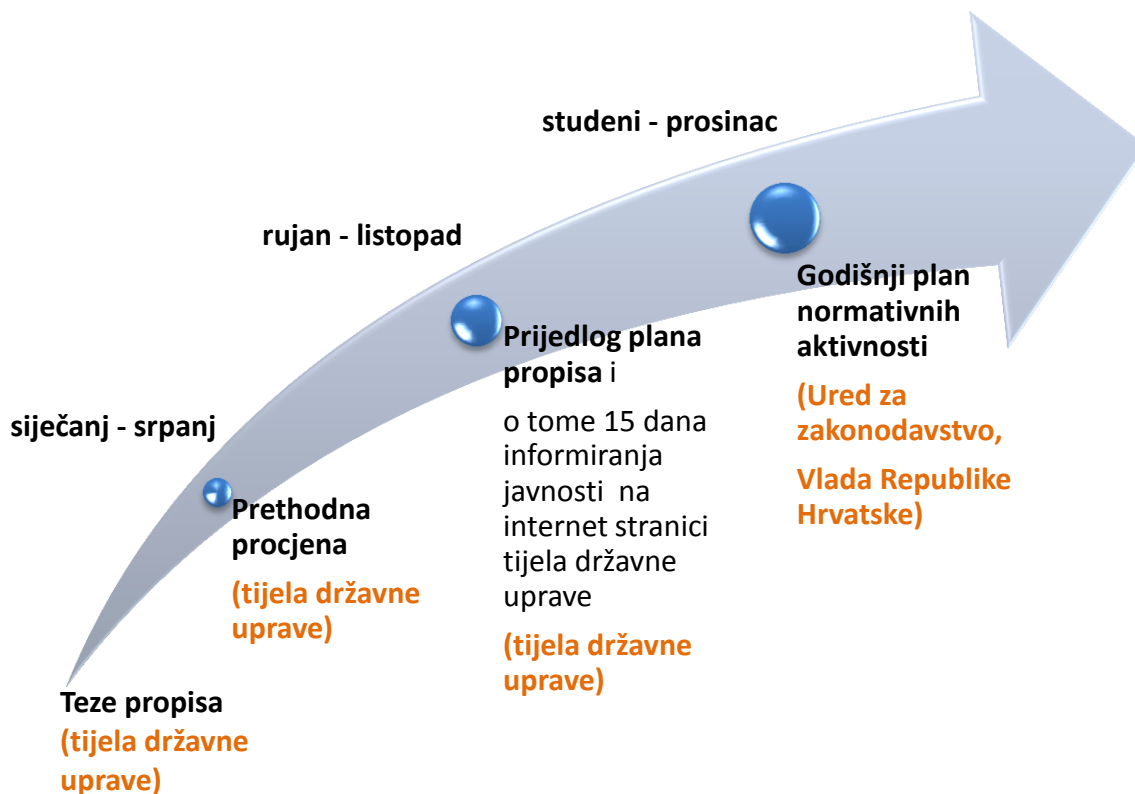 studeni - prosinac
rujan - listopad
Godišnji plan
normativnih
aktivnosti
(Ured za
zakonodavstvo,
Vlada Republike
Hrvatske)
Prijedlog plana
propisa i
o tome 15 dana
informiranja
javnosti na
internet stranici
tijela državne
uprave
(tijela državne
uprave)
siječanj - srpanj
Prethodna
procjena
(tijela državne
uprave)
Teze propisa
(tijela državne
uprave)